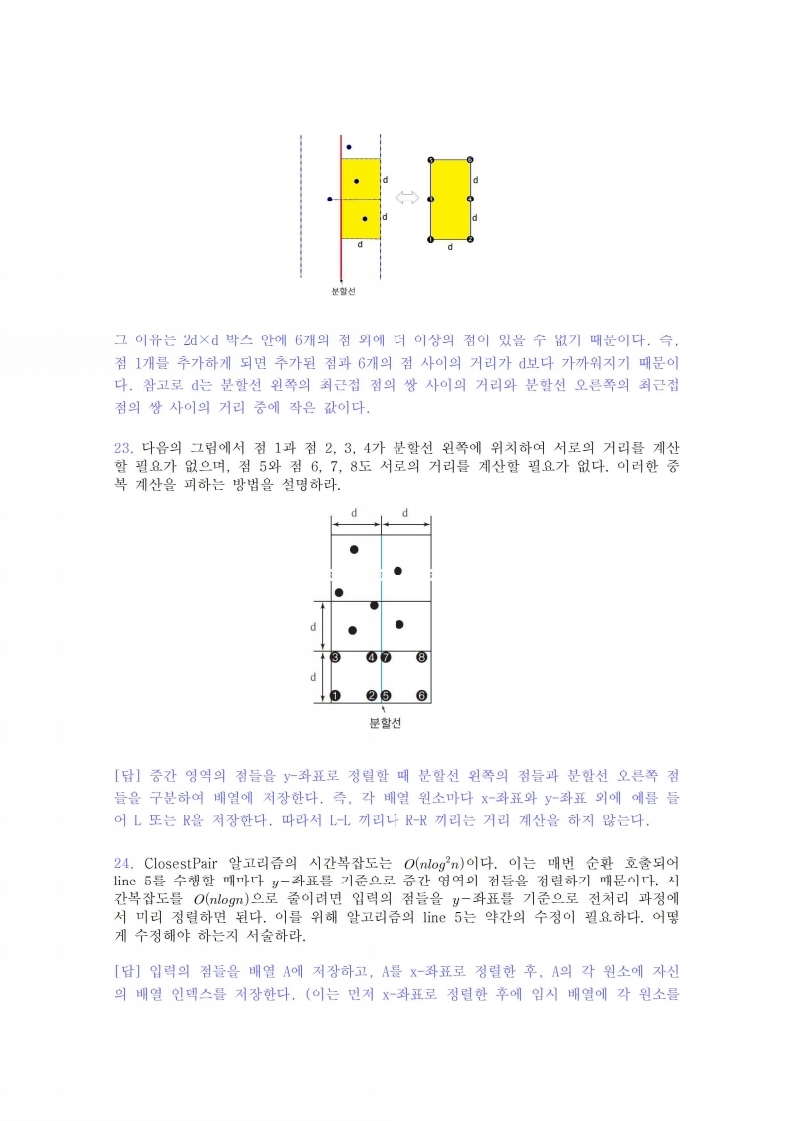 d
d
d
분할선
5 6
d
3 4
d
1 2
d
그 이유는 2d×d 박스 안에 6개의 점 외에 더 이상의 점이 있을 수 없기 때문이다. 즉,
점 1개를 추가하게 되면 추가된 점과 6개의 점 사이의 거리가 d보다 가까워지기 때문이
다. 참고로 d는 분할선 왼쪽의 최근접 점의 쌍 사이의 거리와 분할선 오른쪽의 최근접
점의 쌍 사이의 거리 중에 작은 값이다.
23. 다음의 그림에서 점 1과 점 2, 3, 4가 분할선 왼쪽에 위치하여 서로의 거리를 계산
할 필요가 없으며, 점 5와 점 6, 7, 8도 서로의 거리를 계산할 필요가 없다. 이러한 중
복 계산을 피하는 방법을 설명하라.
d d
d
3 4 7 8
d
1 2 5 6
분할선
[답] 중간 영역의 점들을 y-좌표로 정렬할 때 분할선 왼쪽의 점들과 분할선 오른쪽 점
들을 구분하여 배열에 저장한다. 즉, 각 배열 원소마다 x-좌표와 y-좌표 외에 예를 들
어 L 또는 R을 저장한다. 따라서 L-L 끼리나 R-R 끼리는 거리 계산을 하지 않는다.
24. ClosestPair 알고리즘의 시간복잡도는 O(nlog²n)이다. 이는 매번 순환 호출되어
line 5를 수행할 때마다 y-좌표를 기준으로 중간 영역의 점들을 정렬하기 때문이다. 시
간복잡도를 O(nlogn)으로 줄이려면 입력의 점들을 y-좌표를 기준으로 전처리 과정에
서 미리 정렬하면 된다. 이를 위해 알고리즘의 line 5는 약간의 수정이 필요하다. 어떻
게 수정해야 하는지 서술하라.
[답] 입력의 점들을 배열 A에 저장하고, A를 x-좌표로 정렬한 후, A의 각 원소에 자신
의 배열 인덱스를 저장한다. (이는 먼저 x-좌표로 정렬한 후에 임시 배열에 각 원소를